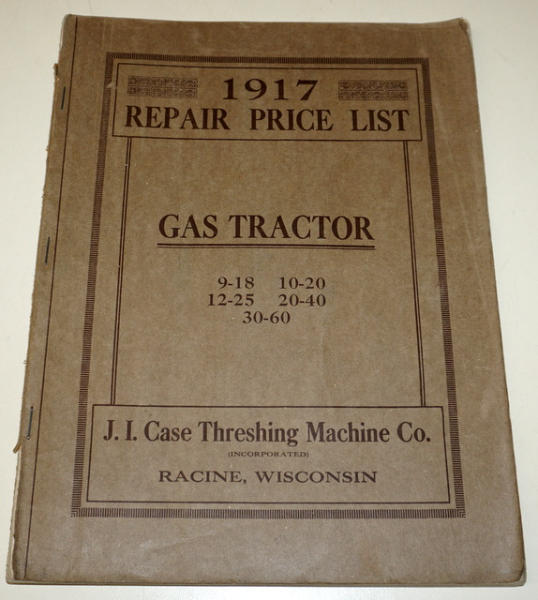 1917
REPAIR PRICE LIST
GAS TRACTOR
9-18 10-20
12-25 20-40
30-60
J. I. Case Threshing Machine Co.
(INCORPORATED)
RACINE, WISCONSIN